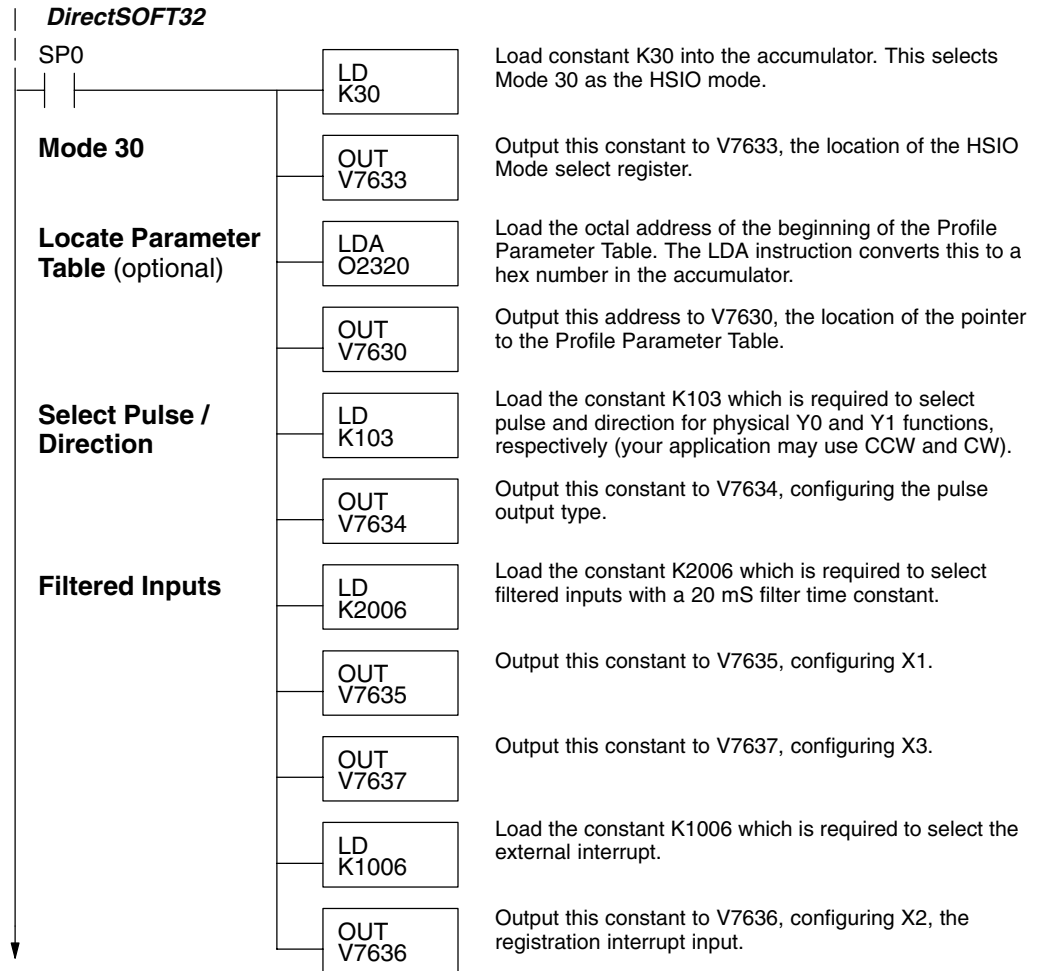 DirectSOFT32
SP0
LD
K30
Load constant K30 into the accumulator. This selects
Mode 30 as the HSIO mode.
Mode 30
OUT
V7633
Output this constant to V7633, the location of the HSIO
Mode select register.
Locate Parameter
Table (optional)
LDA
O2320
Load the octal address of the beginning of the Profile
Parameter Table. The LDA instruction converts this to a
hex number in the accumulator.
OUT
V7630
Output this address to V7630, the location of the pointer
to the Profile Parameter Table.
Select Pulse /
Direction
LD
K103
Load the constant K103 which is required to select
pulse and direction for physical Y0 and Y1 functions,
respectively (your application may use CCW and CW).
OUT
V7634
Output this constant to V7634, configuring the pulse
output type.
Filtered Inputs
LD
K2006
Load the constant K2006 which is required to select
filtered inputs with a 20 mS filter time constant.
OUT
V7635
Output this constant to V7635, configuring X1.
OUT
V7637
Output this constant to V7637, configuring X3.
LD
K1006
Load the constant K1006 which is required to select the
external interrupt.
OUT
V7636
Output this constant to V7636, configuring X2, the
registration interrupt input.